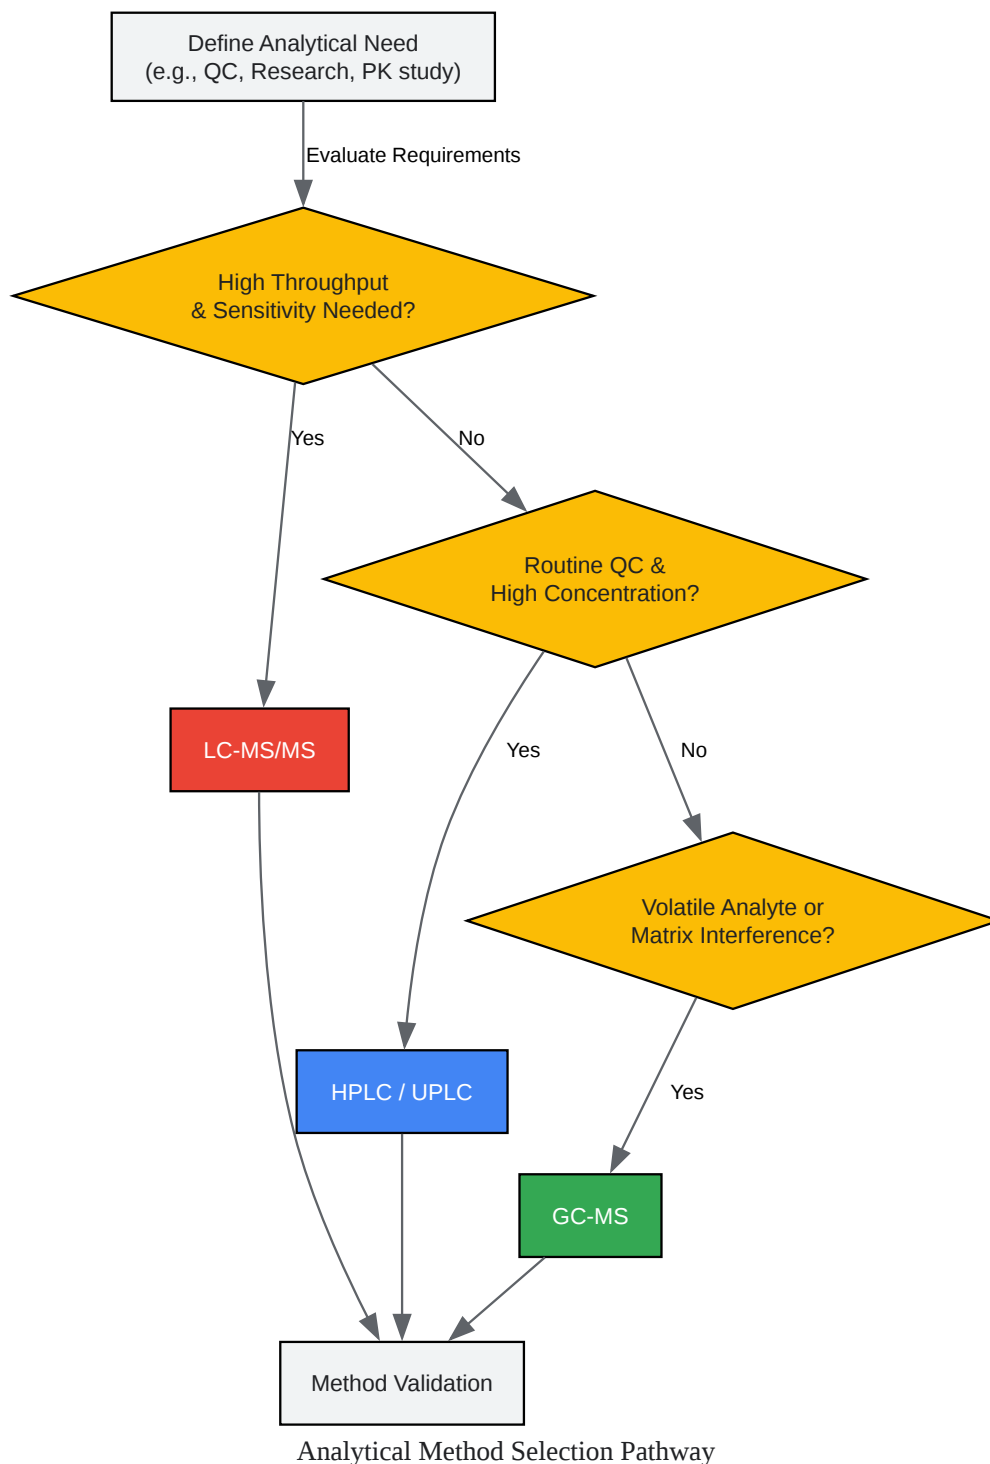 Define Analytical Need
(e.g., QC, Research, PK study)
Evaluate Requirements
High Throughput
& Sensitivity Needed?
Yes
No
Routine QC &
High Concentration?
LC-MS/MS
Yes
No
Volatile Analyte or
Matrix Interference?
HPLC / UPLC
Yes
GC-MS
Method Validation
Analytical Method Selection Pathway